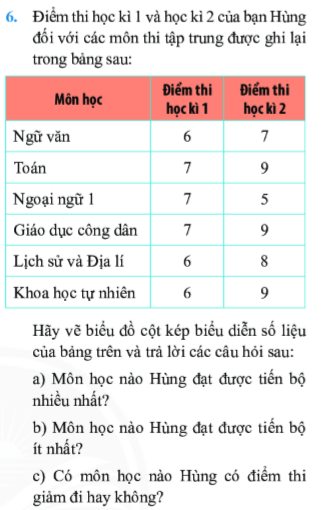 6. Điểm thi học kì 1 và học kì 2 của bạn Hùng
đối với các môn thi tập trung được ghi lại
trong bảng sau:
Môn học Điểm thi học kì 1 Điểm thi học kì 2
Ngữ văn 6 7
Toán 7 9
Ngoại ngữ 1 7 5
Giáo dục công dân 7 9
Lịch sử và Địa lí 6 8
Khoa học tự nhiên 6 9
Hãy vẽ biểu đồ cột kép biểu diễn số liệu
của bảng trên và trả lời các câu hỏi sau:
a) Môn học nào Hùng đạt được tiến bộ
nhiều nhất?
b) Môn học nào Hùng đạt được tiến bộ
ít nhất?
c) Có môn học nào Hùng có điểm thi
giảm đi hay không?